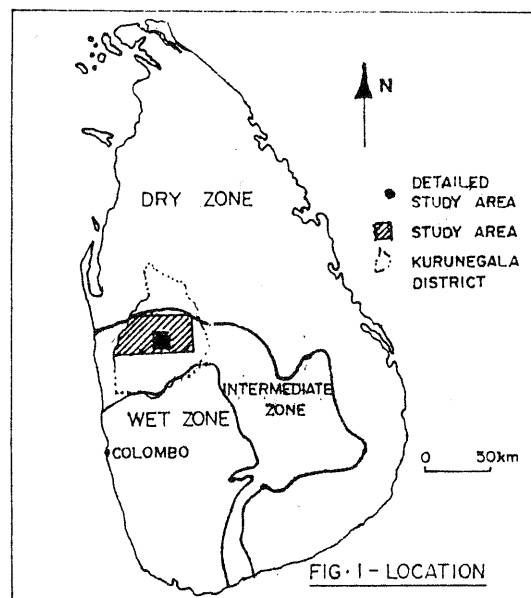 N
DETAILED
STUDY AREA
DRY ZONE
STUDY AREA
KURUNEGALA
DISTRICT
INTERMEDIATE
ZONE
WET ZONE
COLOMBO
0 50km
FIG·1-LOCATION